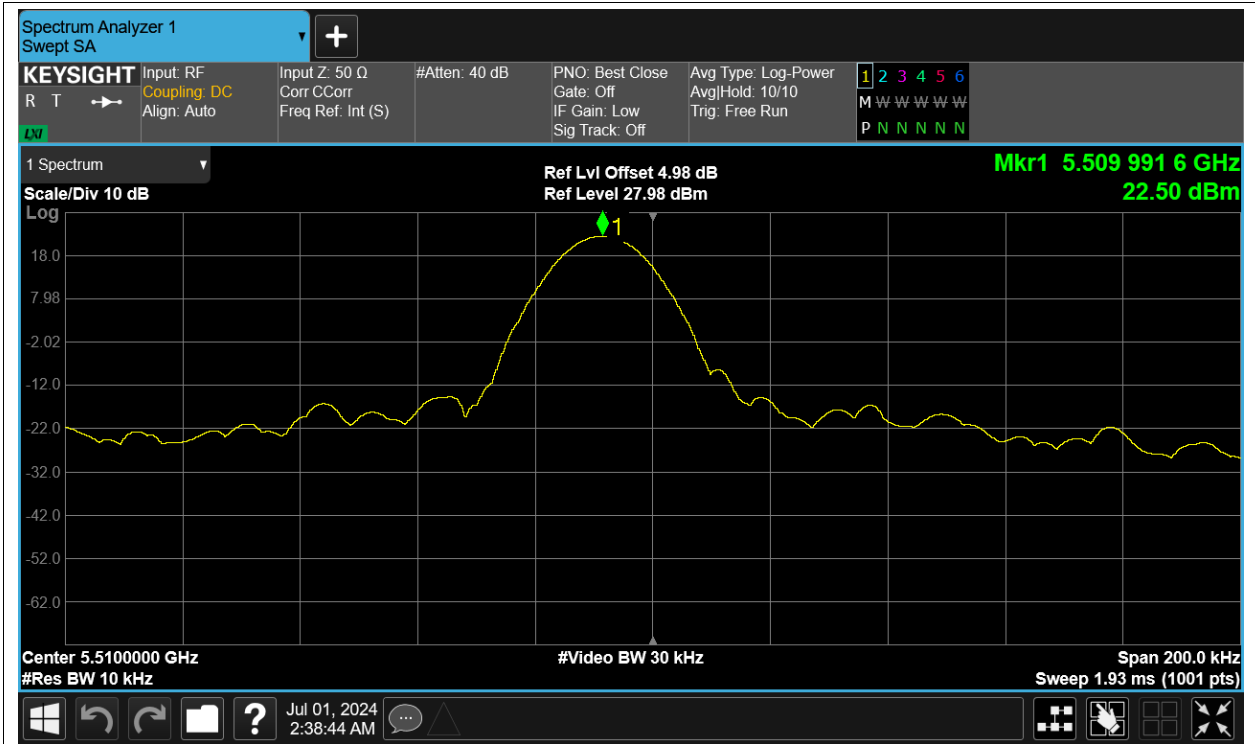 Spectrum Analyzer 1
Swept SA
KEYSIGHT
R T
LXI
Input: RF
Coupling: DC
Align: Auto
Input Z: 50 Ω
Corr CCorr
Freq Ref: Int (S)
#Atten: 40 dB
PNO: Best Close
Gate: Off
IF Gain: Low
Sig Track: Off
Avg Type: Log-Power
Avg|Hold: 10/10
Trig: Free Run
1 2 3 4 5 6
M W W W W W
P N N N N N
1 Spectrum
Scale/Div 10 dB
Log
Ref Lvl Offset 4.98 dB
Ref Level 27.98 dBm
Mkr1 5.509 991 6 GHz
22.50 dBm
1
18.0
7.98
-2.02
-12.0
-22.0
-32.0
-42.0
-52.0
-62.0
Center 5.5100000 GHz
#Res BW 10 kHz
#Video BW 30 kHz
Span 200.0 kHz
Sweep 1.93 ms (1001 pts)
?
Jul 01, 2024
2:38:44 AM